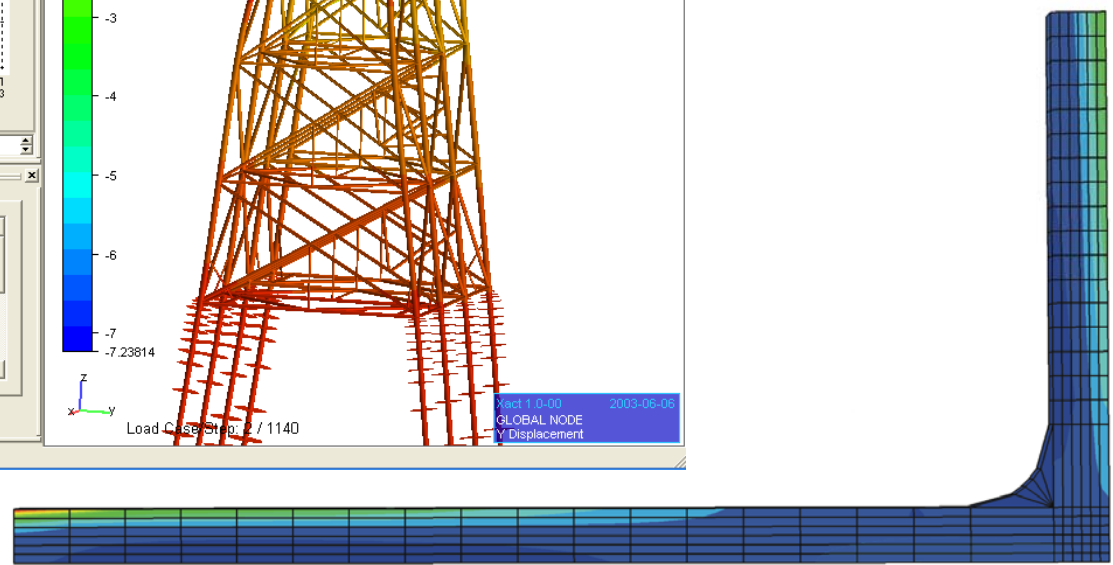 -3
-4
-5
-6
-7
-7.23814
z
x
y
Load Case/Step: 2 / 1140
Xact 1.0-00 2003-06-06
GLOBAL NODE
Y Displacement